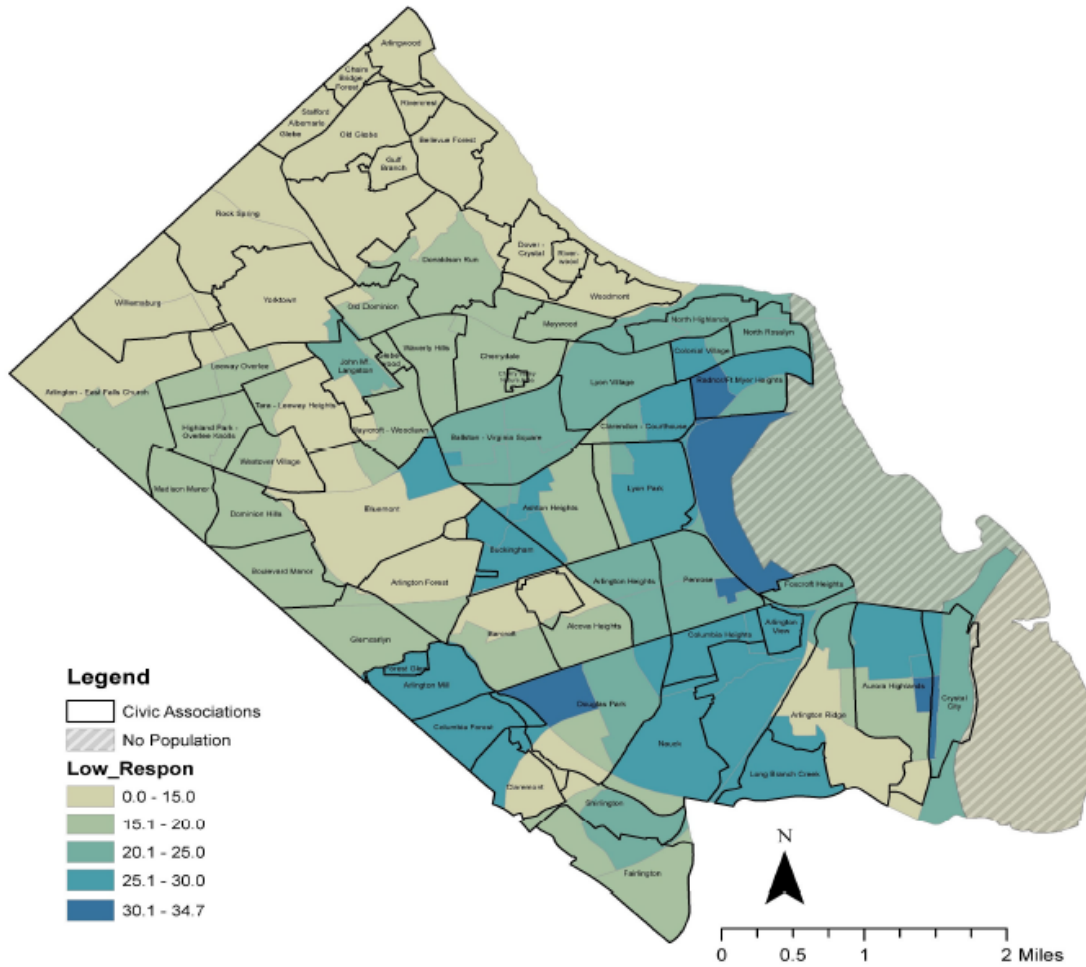 Arlingwood
Chain
Bridge
Forest
Stafford
Albemarle
Glebe
Rivercrest
Old Glebe
Bellevue Forest
Gulf
Branch
Rock Spring
Dover -
Crystal
River-
wood
Donaldson Run
Williamsburg
Yorktown
Woodmont
Old Dominion
Maywood
North Highlands
North Rosslyn
Waverly Hills
Cherrydale
Colonial Village
John M
Langston
Leeway Overlee
Lyon Village
Radnor/Ft Myer Heights
Arlington - East Falls Church
Tara - Leeway Heights
Highland Park -
Overlee Knolls
Waycroft - Woodlawn
Ballston - Virginia Square
Clarendon - Courthouse
Westover Village
Madison Manor
Lyon Park
Dominion Hills
Bluemont
Ashton Heights
Buckingham
Boulevard Manor
Arlington Forest
Arlington Heights
Penrose
Foxcroft Heights
Glencarlyn
Barcroft
Alcova Heights
Columbia Heights
Arlington
View
Forest Glen
Arlington Mill
Aurora Highlands
Crystal
City
Douglas Park
Arlington Ridge
Columbia Forest
Nauck
Long Branch Creek
Claremont
Shirlington
Fairlington
Legend
Civic Associations
No Population
Low_Respon
0.0 - 15.0
15.1 - 20.0
20.1 - 25.0
25.1 - 30.0
30.1 - 34.7
N
0 0.5 1 2 Miles